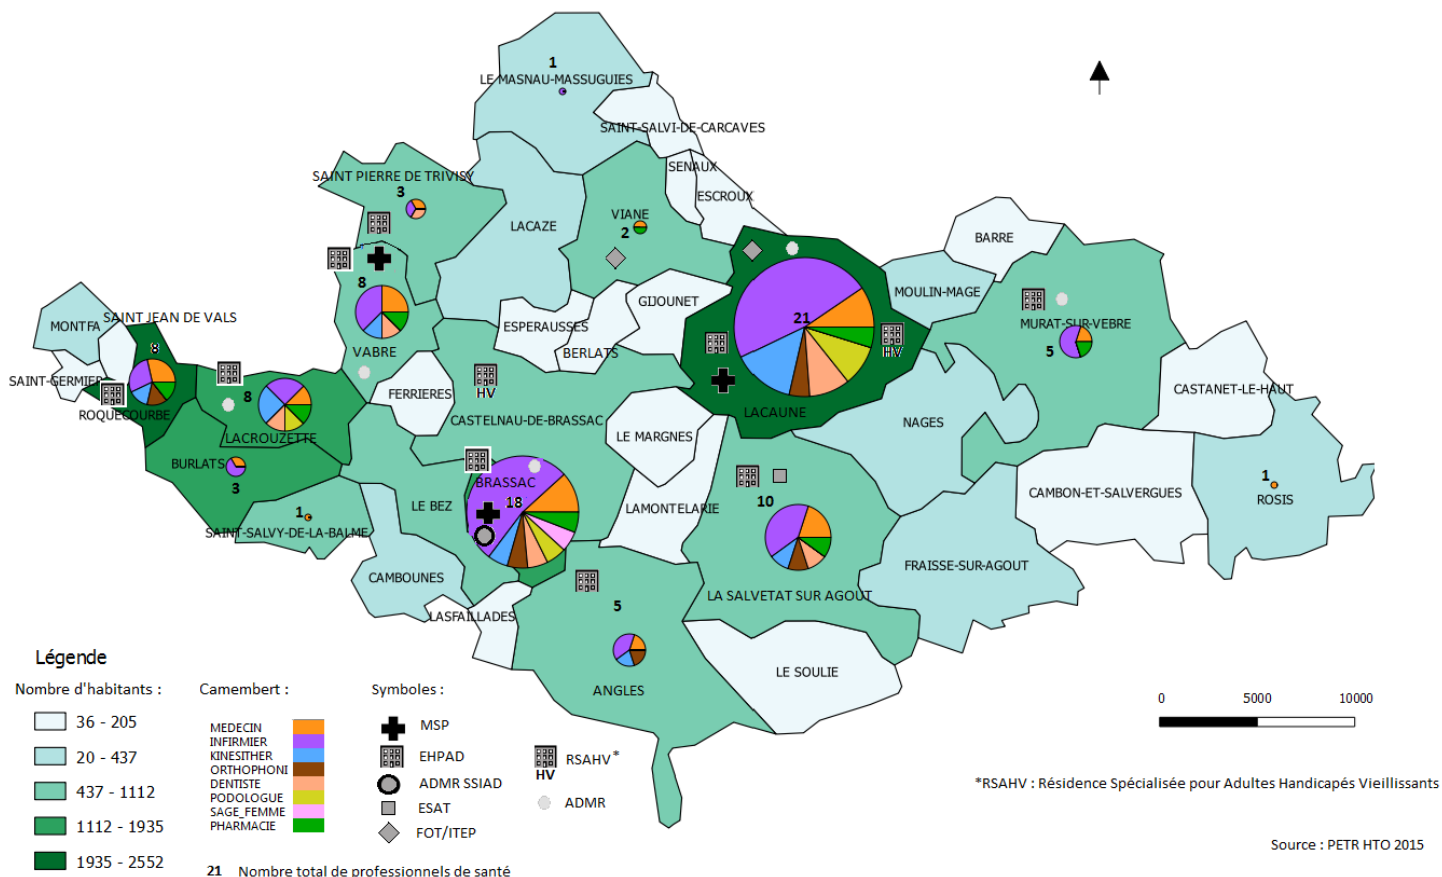 1
LE MASNAU-MASSUGUIES
SAINT-SALVI-DE-CARCAVES
SENAUX
ESCROUX
SAINT PIERRE DE TRIVISY
3
LACAZE
VIANE
2
BARRE
8
VABRE
MOULIN-MAGE
GIJOUNET
ESPERAUSSES
BERLATS
21
HV
LACAUNE
MURAT-SUR-VEBRE
5
MONTFA
SAINT JEAN DE VALS
8
SAINT-GERMIER
ROQUECOURBE
8
LACROUZETTE
FERRIERES
HV
CASTELNAU-DE-BRASSAC
LE MARGNES
NAGES
CASTANET-LE-HAUT
BURLATS
3
BRASSAC
18
LE BEZ
LAMONTELARIE
10
CAMBON-ET-SALVERGUES
1
ROSIS
1
SAINT-SALVY-DE-LA-BALME
CAMBOUNES
LASFAILLADES
LA SALVETAT SUR AGOUT
FRAISSE-SUR-AGOUT
5
ANGLES
LE SOULIE
Légende
Nombre d'habitants :
36 - 205
20 - 437
437 - 1112
1112 - 1935
1935 - 2552
Camembert :
MEDECIN
INFIRMIER
KINESITHER
ORTHOPHONI
DENTISTE
PODOLOGUE
SAGE_FEMME
PHARMACIE
21 Nombre total de professionnels de santé
Symboles :
MSP
EHPAD
ADMR SSIAD
ESAT
FOT/ITEP
RSAHV*
HV
ADMR
0 5000 10000
*RSAHV : Résidence Spécialisée pour Adultes Handicapés Vieillissants
Source : PETR HTO 2015